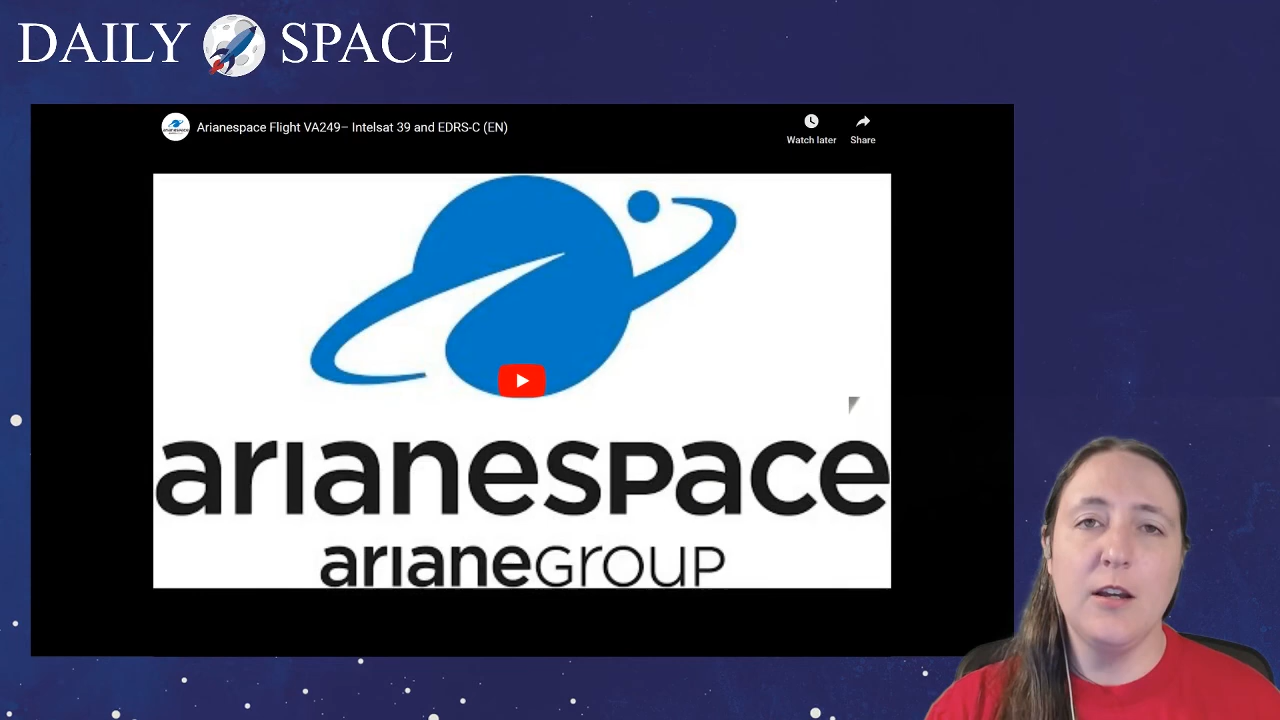 DAILY SPACE
Arianespace Flight VA249– Intelsat 39 and EDRS-C (EN)
Watch later
Share
arianespace
arianeGROUP